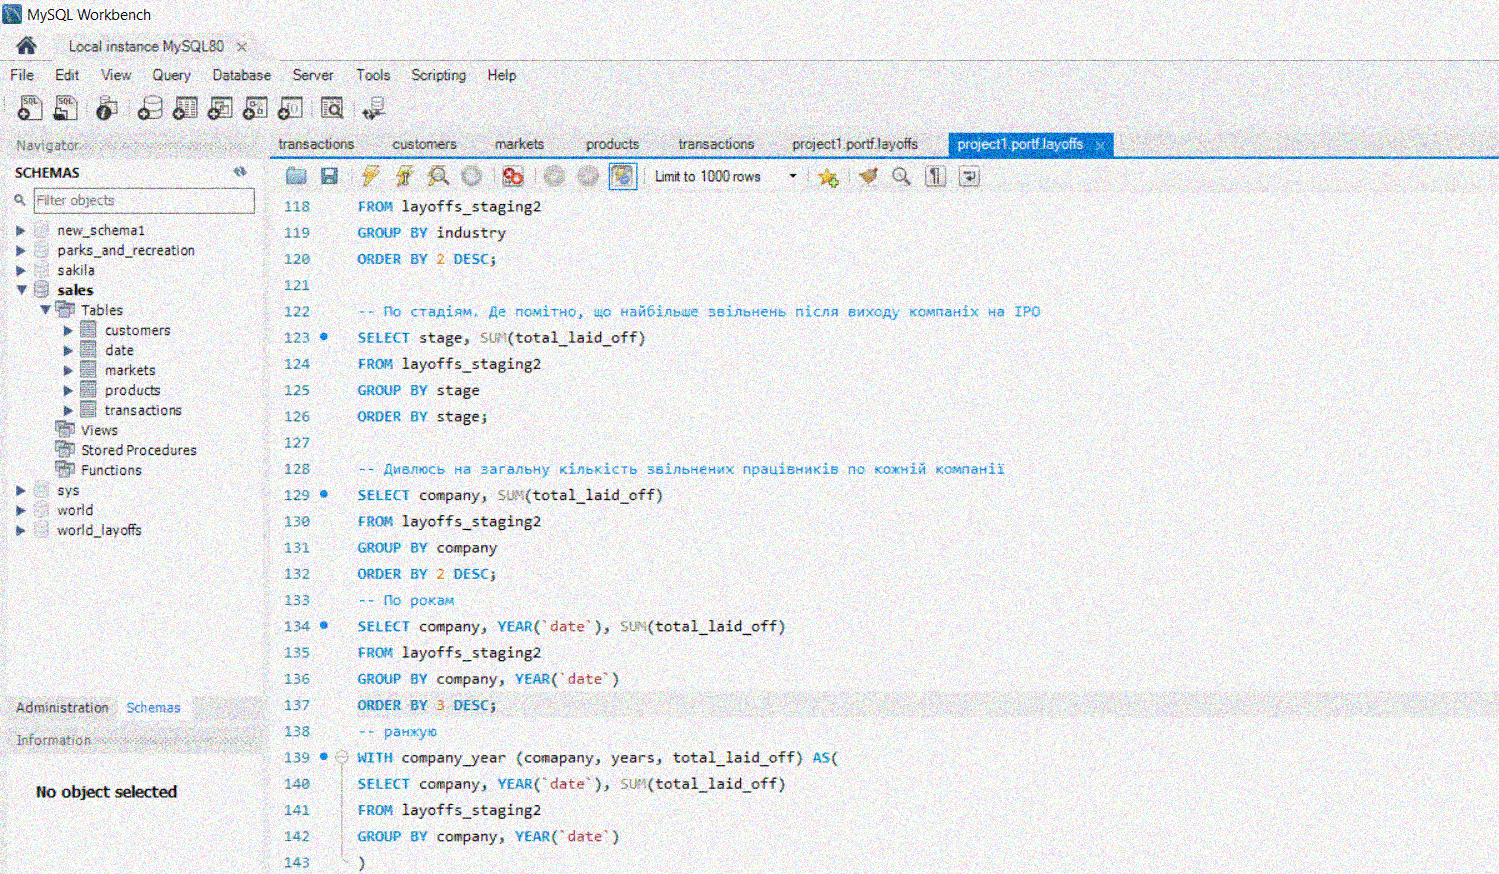 MySQL Workbench
Local instance MySQL80
File Edit View Query Database Server Tools Scripting Help
Navigator
SCHEMAS
Filter objects
new_schema1
parks_and_recreation
sakila
sales
Tables
customers
date
markets
products
transactions
Views
Stored Procedures
Functions
sys
world
world_layoffs
Administration Schemas
Information
No object selected
transactions customers markets products transactions project1.portf.layoffs project1.portf.layoffs
Limit to 1000 rows
118 FROM layoffs_staging2
119 GROUP BY industry
120 ORDER BY 2 DESC;
121
122 -- По стадіям. Де помітно, що найбільше звільнень після виходу компаніх на IPO
123 SELECT stage, SUM(total_laid_off)
124 FROM layoffs_staging2
125 GROUP BY stage
126 ORDER BY stage;
127
128 -- Дивлюсь на загальну кількість звільнених працівників по кожній компанії
129 SELECT company, SUM(total_laid_off)
130 FROM layoffs_staging2
131 GROUP BY company
132 ORDER BY 2 DESC;
133 -- По рокам
134 SELECT company, YEAR(`date`), SUM(total_laid_off)
135 FROM layoffs_staging2
136 GROUP BY company, YEAR(`date`)
137 ORDER BY 3 DESC;
138 -- ранжую
139 WITH company_year (comapany, years, total_laid_off) AS(
140 SELECT company, YEAR(`date`), SUM(total_laid_off)
141 FROM layoffs_staging2
142 GROUP BY company, YEAR(`date`)
143 )